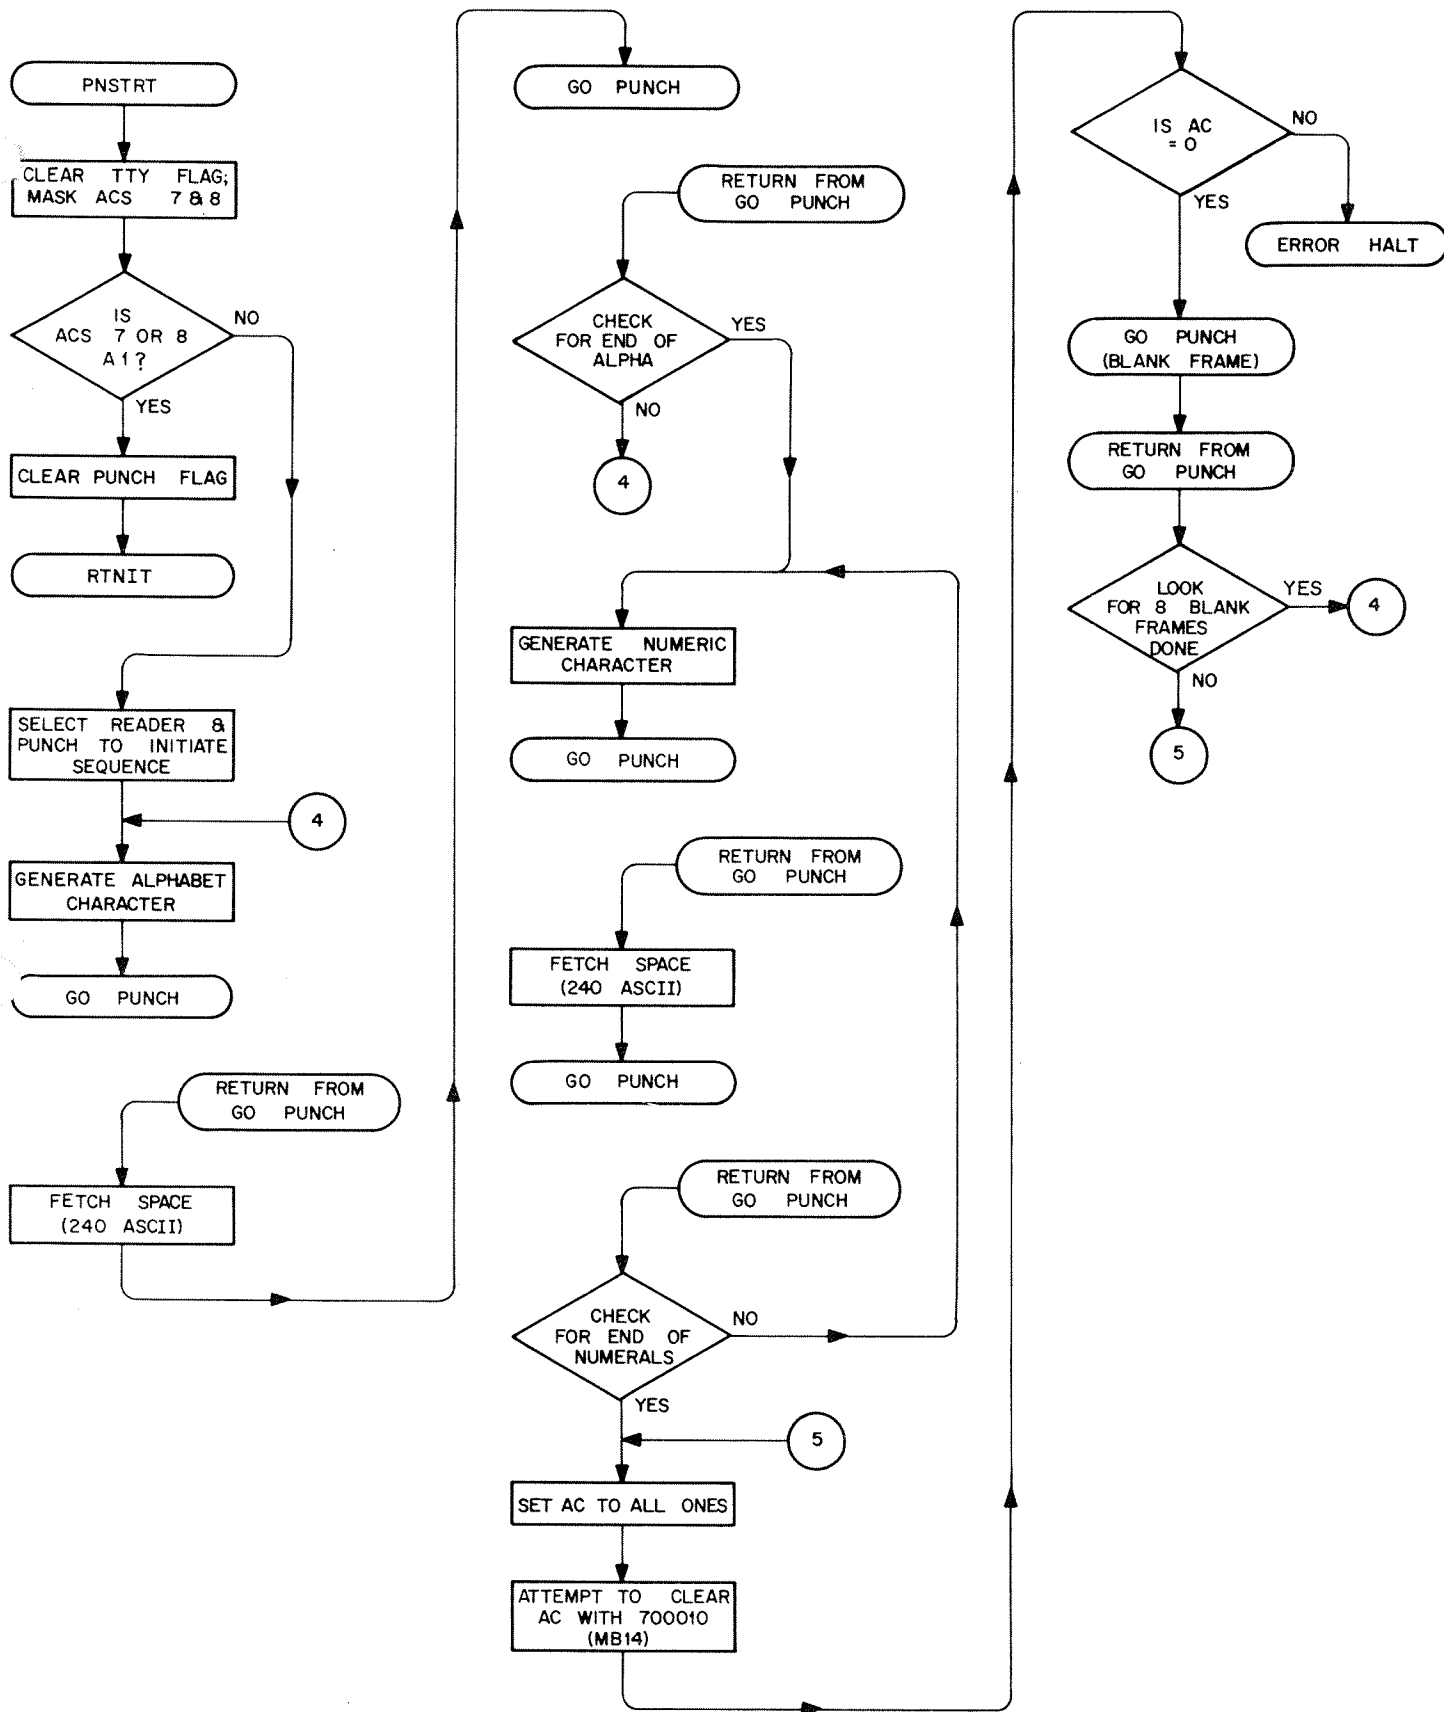 PNSTRT
CLEAR TTY FLAG;
MASK ACS 7 & 8
IS
ACS 7 OR 8
A 1 ?
NO
YES
CLEAR PUNCH FLAG
RTNIT
SELECT READER &
PUNCH TO INITIATE
SEQUENCE
4
GENERATE ALPHABET
CHARACTER
GO PUNCH
RETURN FROM
GO PUNCH
FETCH SPACE
(240 ASCII)
GO PUNCH
RETURN FROM
GO PUNCH
CHECK
FOR END OF
ALPHA
YES
NO
4
GENERATE NUMERIC
CHARACTER
GO PUNCH
RETURN FROM
GO PUNCH
FETCH SPACE
(240 ASCII)
GO PUNCH
RETURN FROM
GO PUNCH
CHECK
FOR END OF
NUMERALS
NO
YES
5
SET AC TO ALL ONES
ATTEMPT TO CLEAR
AC WITH 700010
(MB14)
IS AC
= 0
NO
YES
ERROR HALT
GO PUNCH
(BLANK FRAME)
RETURN FROM
GO PUNCH
LOOK
FOR 8 BLANK
FRAMES
DONE
YES
4
NO
5